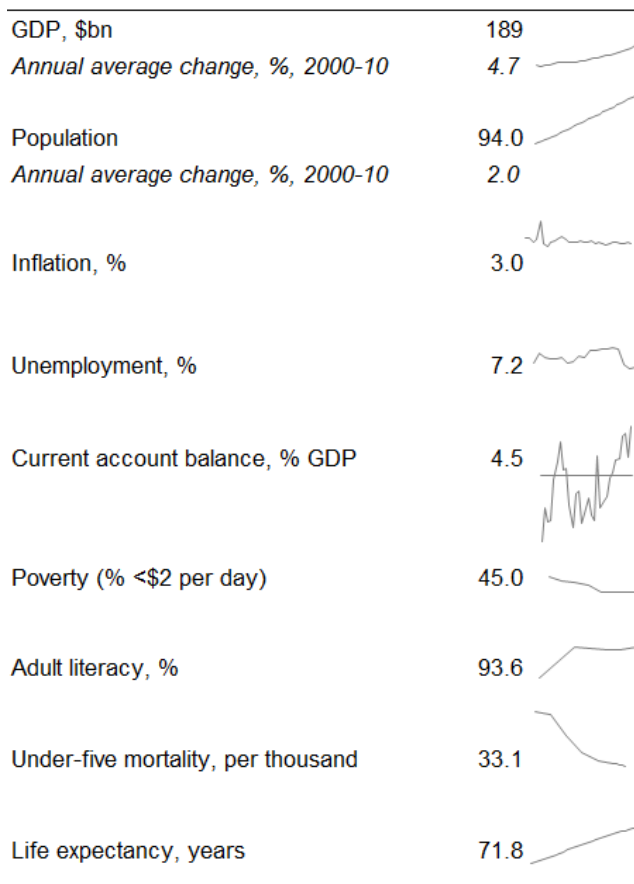 GDP, $bn 189
Annual average change, %, 2000-10 4.7
Population 94.0
Annual average change, %, 2000-10 2.0
Inflation, % 3.0
Unemployment, % 7.2
Current account balance, % GDP 4.5
Poverty (% <$2 per day) 45.0
Adult literacy, % 93.6
Under-five mortality, per thousand 33.1
Life expectancy, years 71.8